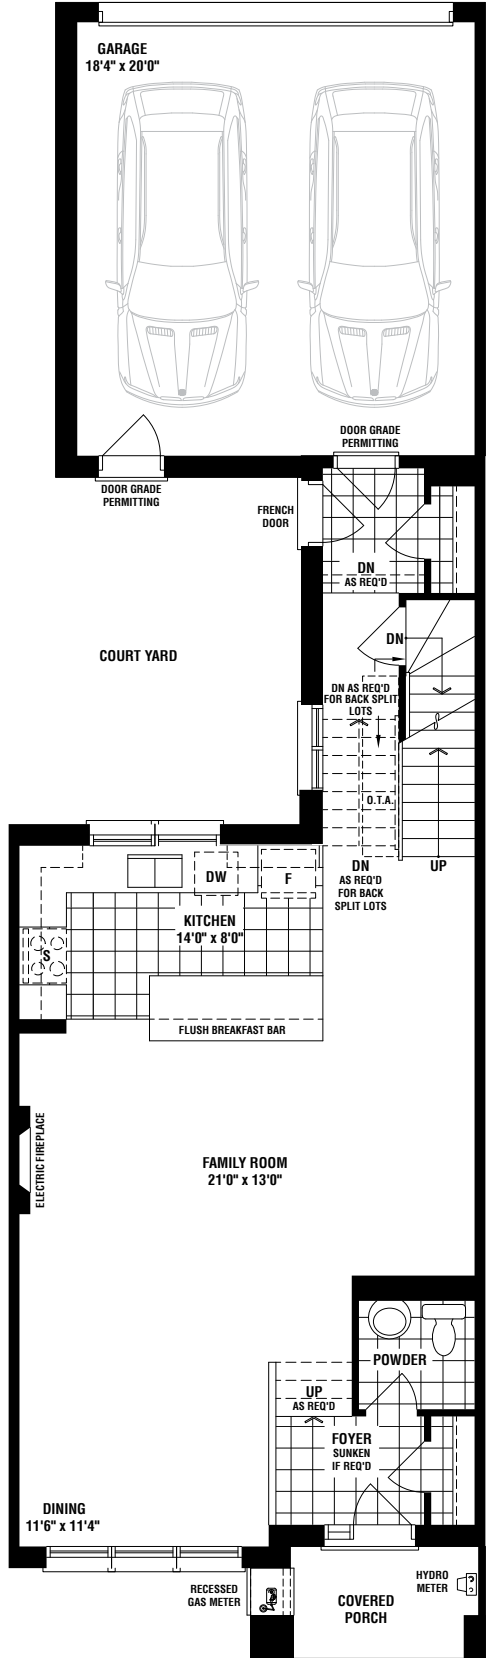 GARAGE
18'4" x 20'0"
DOOR GRADE
PERMITTING
DOOR GRADE
PERMITTING
FRENCH
DOOR
DN
AS REQ'D
COURT YARD
DN
DN AS REQ'D
FOR BACK SPLIT
LOTS
O.T.A.
UP
DN
AS REQ'D
FOR BACK
SPLIT LOTS
DW
F
KITCHEN
14'0" x 8'0"
S
FLUSH BREAKFAST BAR
ELECTRIC FIREPLACE
FAMILY ROOM
21'0" x 13'0"
POWDER
UP
AS REQ'D
FOYER
SUNKEN
IF REQ'D
DINING
11'6" x 11'4"
RECESSED
GAS METER
COVERED
PORCH
HYDRO
METER